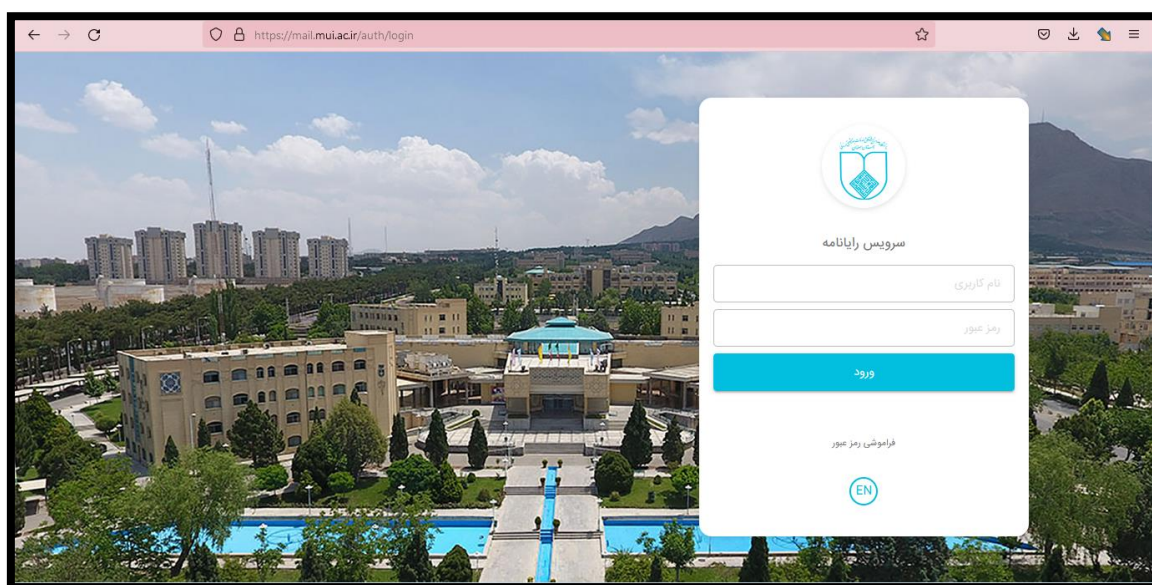 https://mail.mui.ac.ir/auth/login
سرویس رایانامه
نام کاربری
رمز عبور
ورود
فراموشی رمز عبور
EN